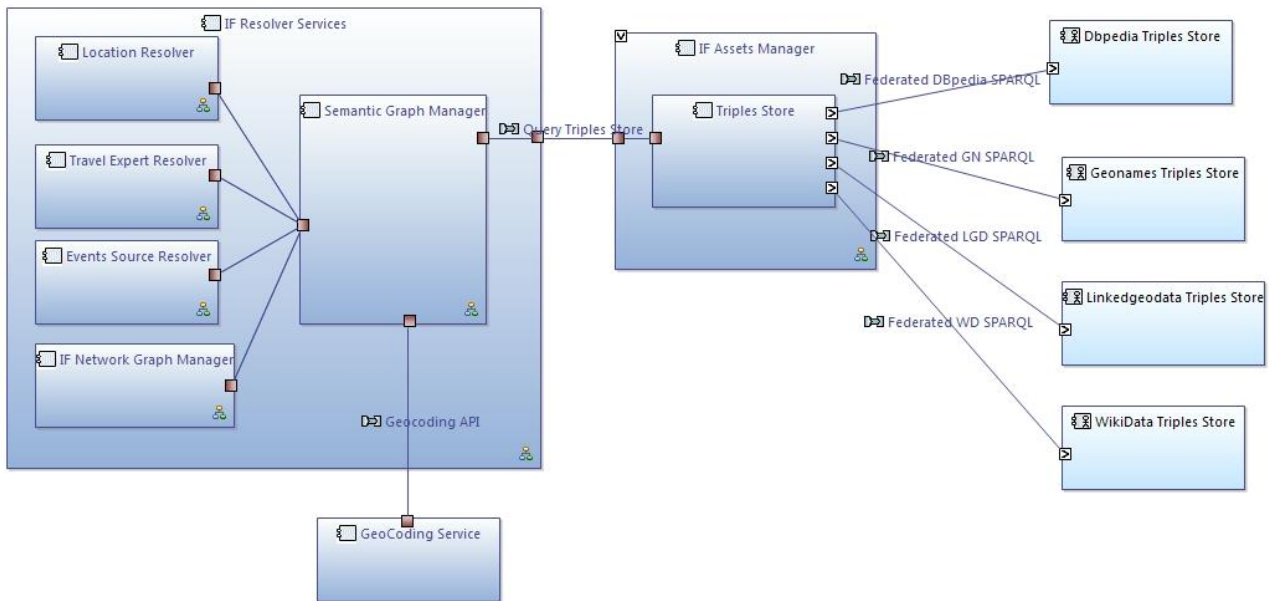 IF Resolver Services
Location Resolver
Travel Expert Resolver
Events Source Resolver
IF Network Graph Manager
Semantic Graph Manager
Query Triples Store
Geocoding API
GeoCoding Service
IF Assets Manager
Triples Store
Federated DBpedia SPARQL
Federated GN SPARQL
Federated LGD SPARQL
Federated WD SPARQL
Dbpedia Triples Store
Geonames Triples Store
Linkedgeodata Triples Store
WikiData Triples Store